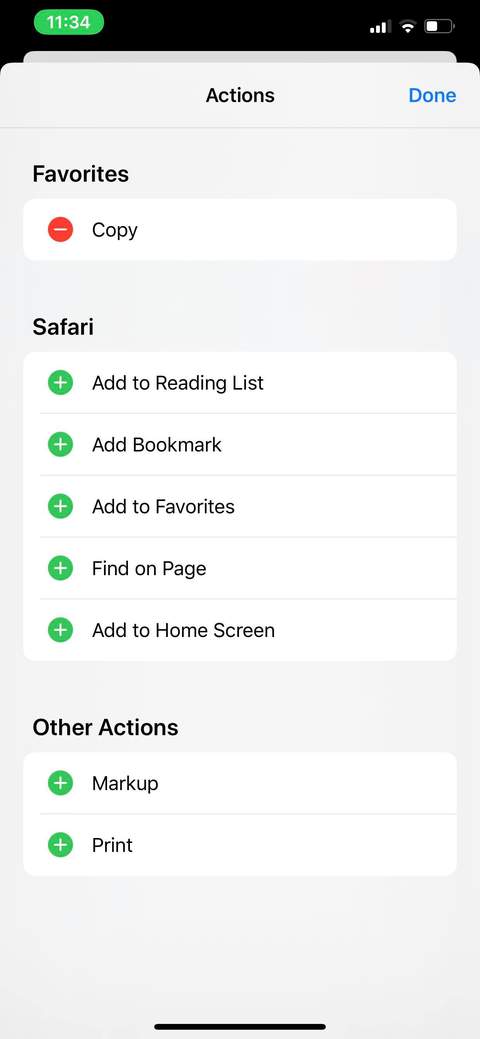 11:34
Actions
Done
Favorites
Copy
Safari
Add to Reading List
Add Bookmark
Add to Favorites
Find on Page
Add to Home Screen
Other Actions
Markup
Print